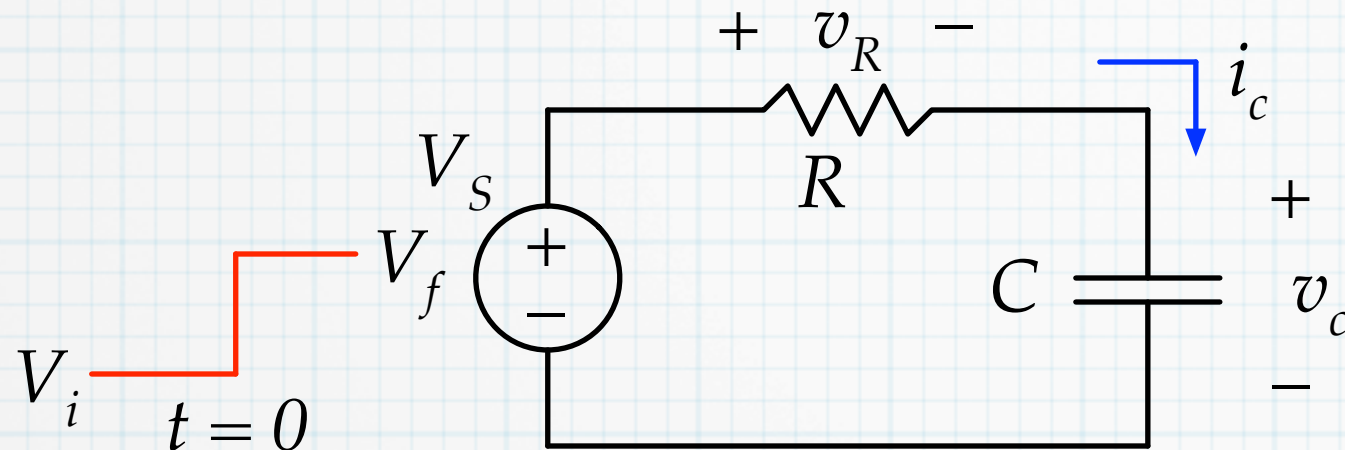 + v_R −
i_c
V_S
R
+
V_f
+
C
v_c
−
V_i
−
t = 0